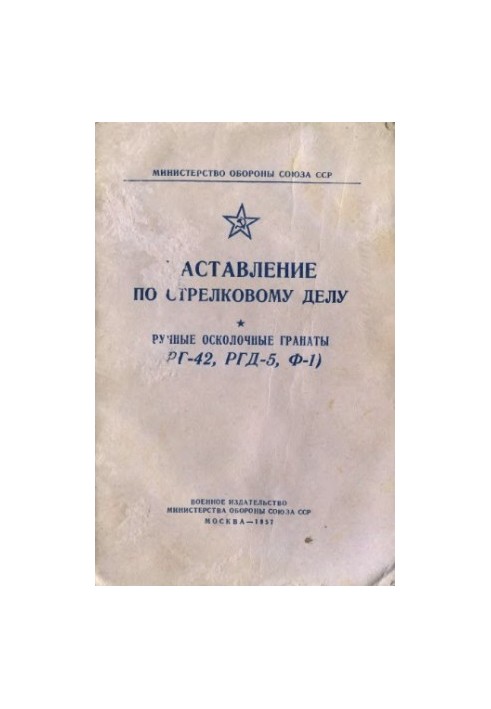 МИНИСТЕРСТВО ОБОРОНЫ СОЮЗА ССР
АСТАВЛЕНИЕ
ПО СТРЕЛКОВОМУ ДЕЛУ
РУЧНЫЕ ОСКОЛОЧНЫЕ ГРАНАТЫ
РГ-42, РГД-5, Ф-1)
ВОЕННОЕ ИЗДАТЕЛЬСТВО
МИНИСТЕРСТВА ОБОРОНЫ СОЮЗА ССР
МОСКВА — 1957